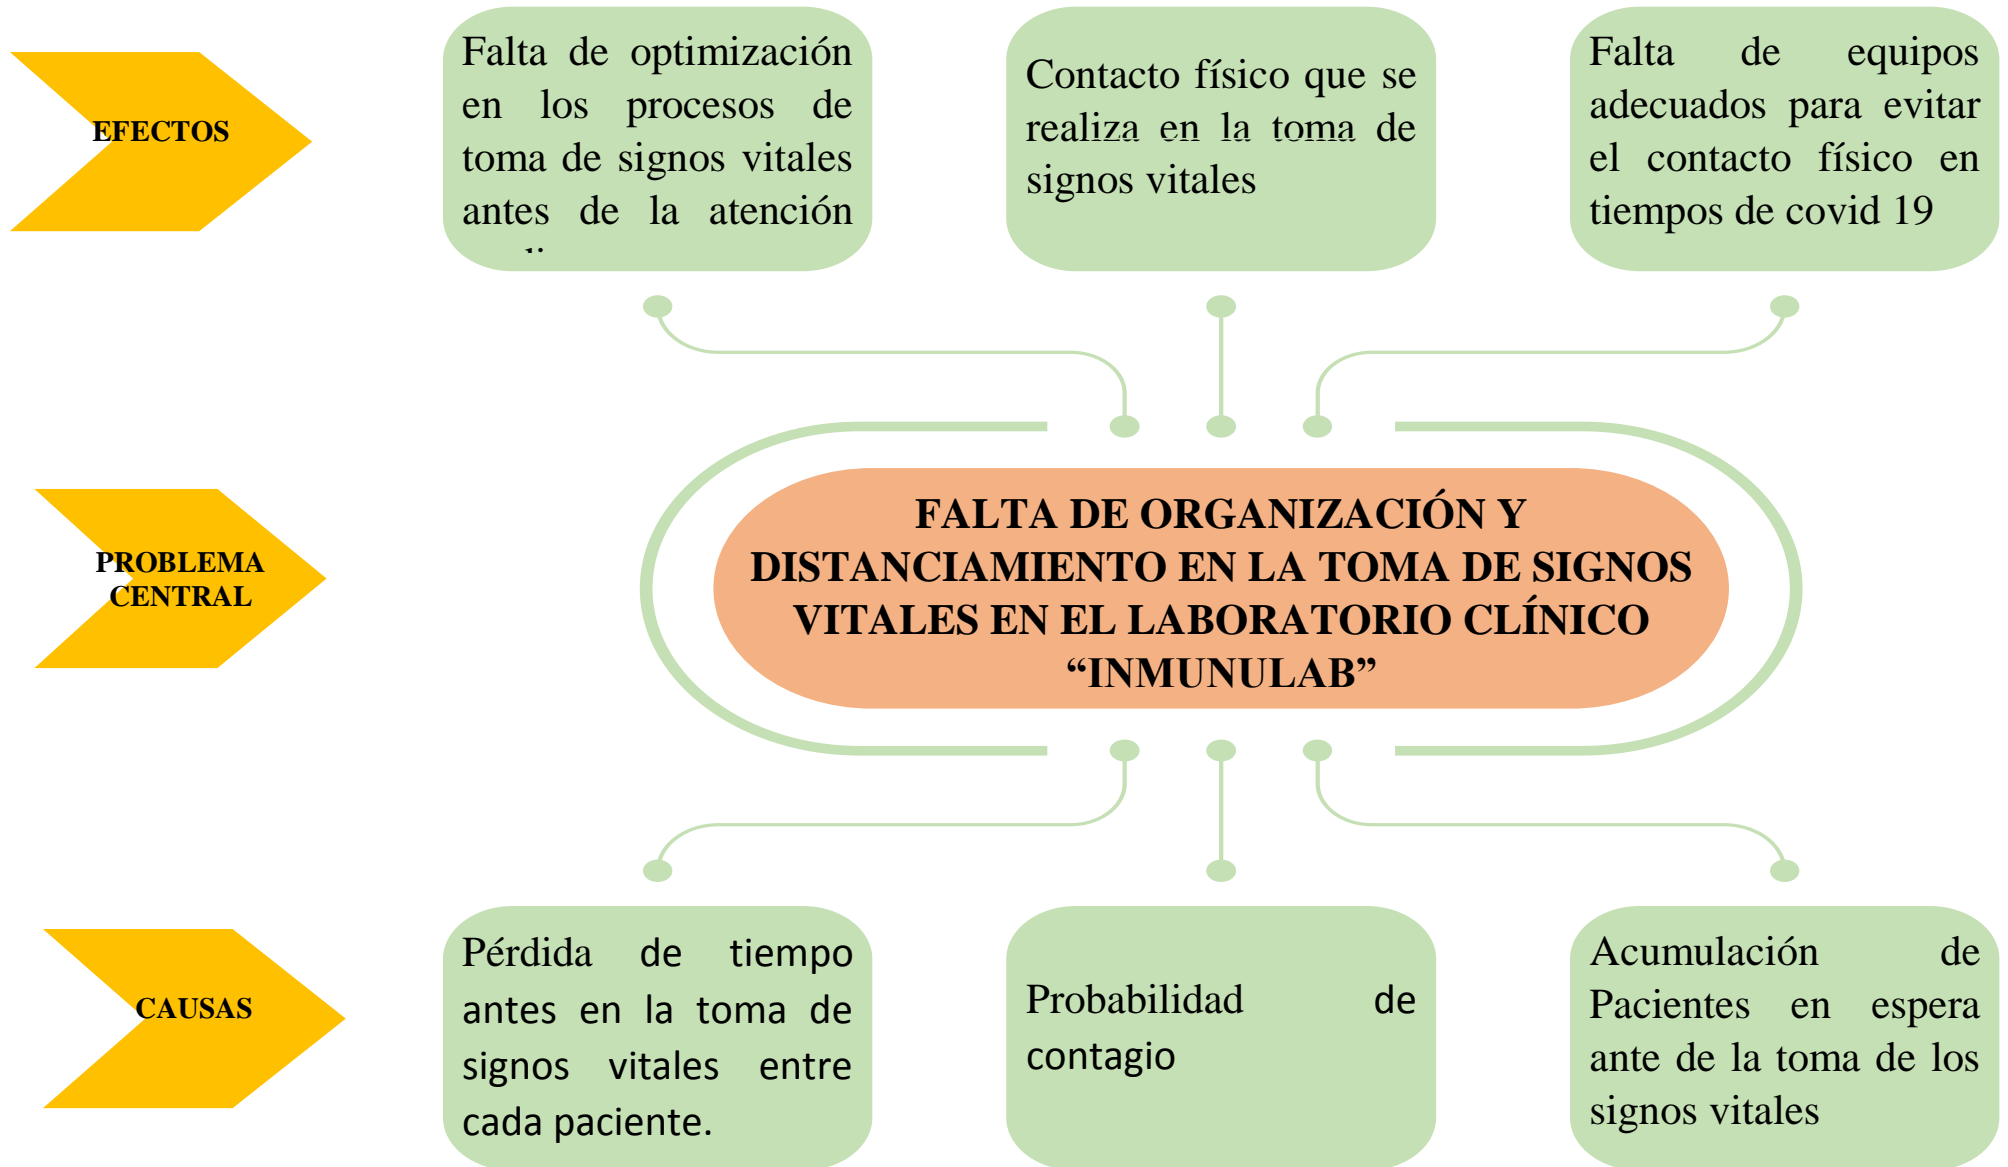 EFECTOS
Falta de optimización
en los procesos de
toma de signos vitales
antes de la atención
Contacto físico que se
realiza en la toma de
signos vitales
Falta de equipos
adecuados para evitar
el contacto físico en
tiempos de covid 19
PROBLEMA
CENTRAL
FALTA DE ORGANIZACIÓN Y
DISTANCIAMIENTO EN LA TOMA DE SIGNOS
VITALES EN EL LABORATORIO CLÍNICO
“INMUNULAB”
CAUSAS
Pérdida de tiempo
antes en la toma de
signos vitales entre
cada paciente.
Probabilidad de
contagio
Acumulación de
Pacientes en espera
ante de la toma de los
signos vitales